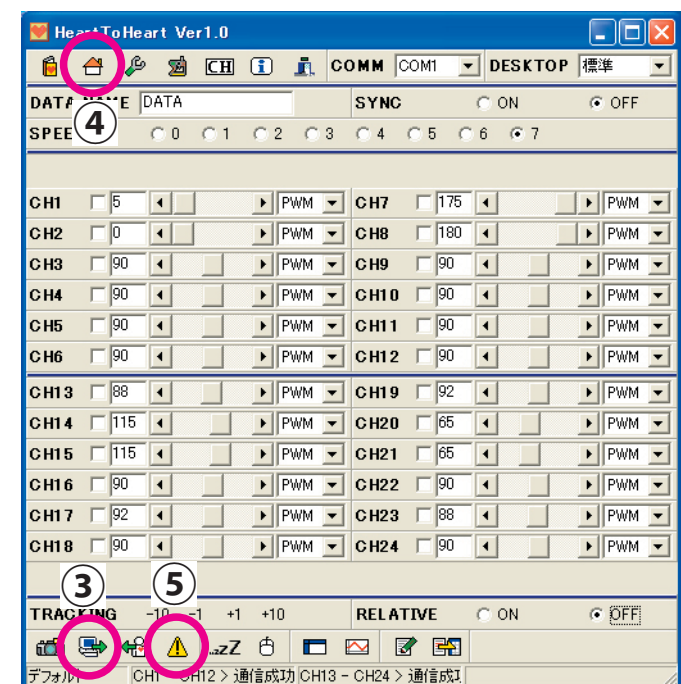 HeartToHeart Ver1.0
CH COMM COM1 DESKTOP 標準
④
DATA NAME DATA SYNC ON OFF
SPEE 0 1 2 3 4 5 6 7
CH1 5 PWM CH7 175 PWM
CH2 0 PWM CH8 180 PWM
CH3 90 PWM CH9 90 PWM
CH4 90 PWM CH10 90 PWM
CH5 90 PWM CH11 90 PWM
CH6 90 PWM CH12 90 PWM
CH13 88 PWM CH19 92 PWM
CH14 115 PWM CH20 65 PWM
CH15 115 PWM CH21 65 PWM
CH16 90 PWM CH22 90 PWM
CH17 92 PWM CH23 88 PWM
CH18 90 PWM CH24 90 PWM
③ ⑤
TRACKING -10 -1 +1 +10 RELATIVE ON OFF
zZ
デフォルト CH1 - CH12 > 通信成功 CH13 - CH24 > 通信成功